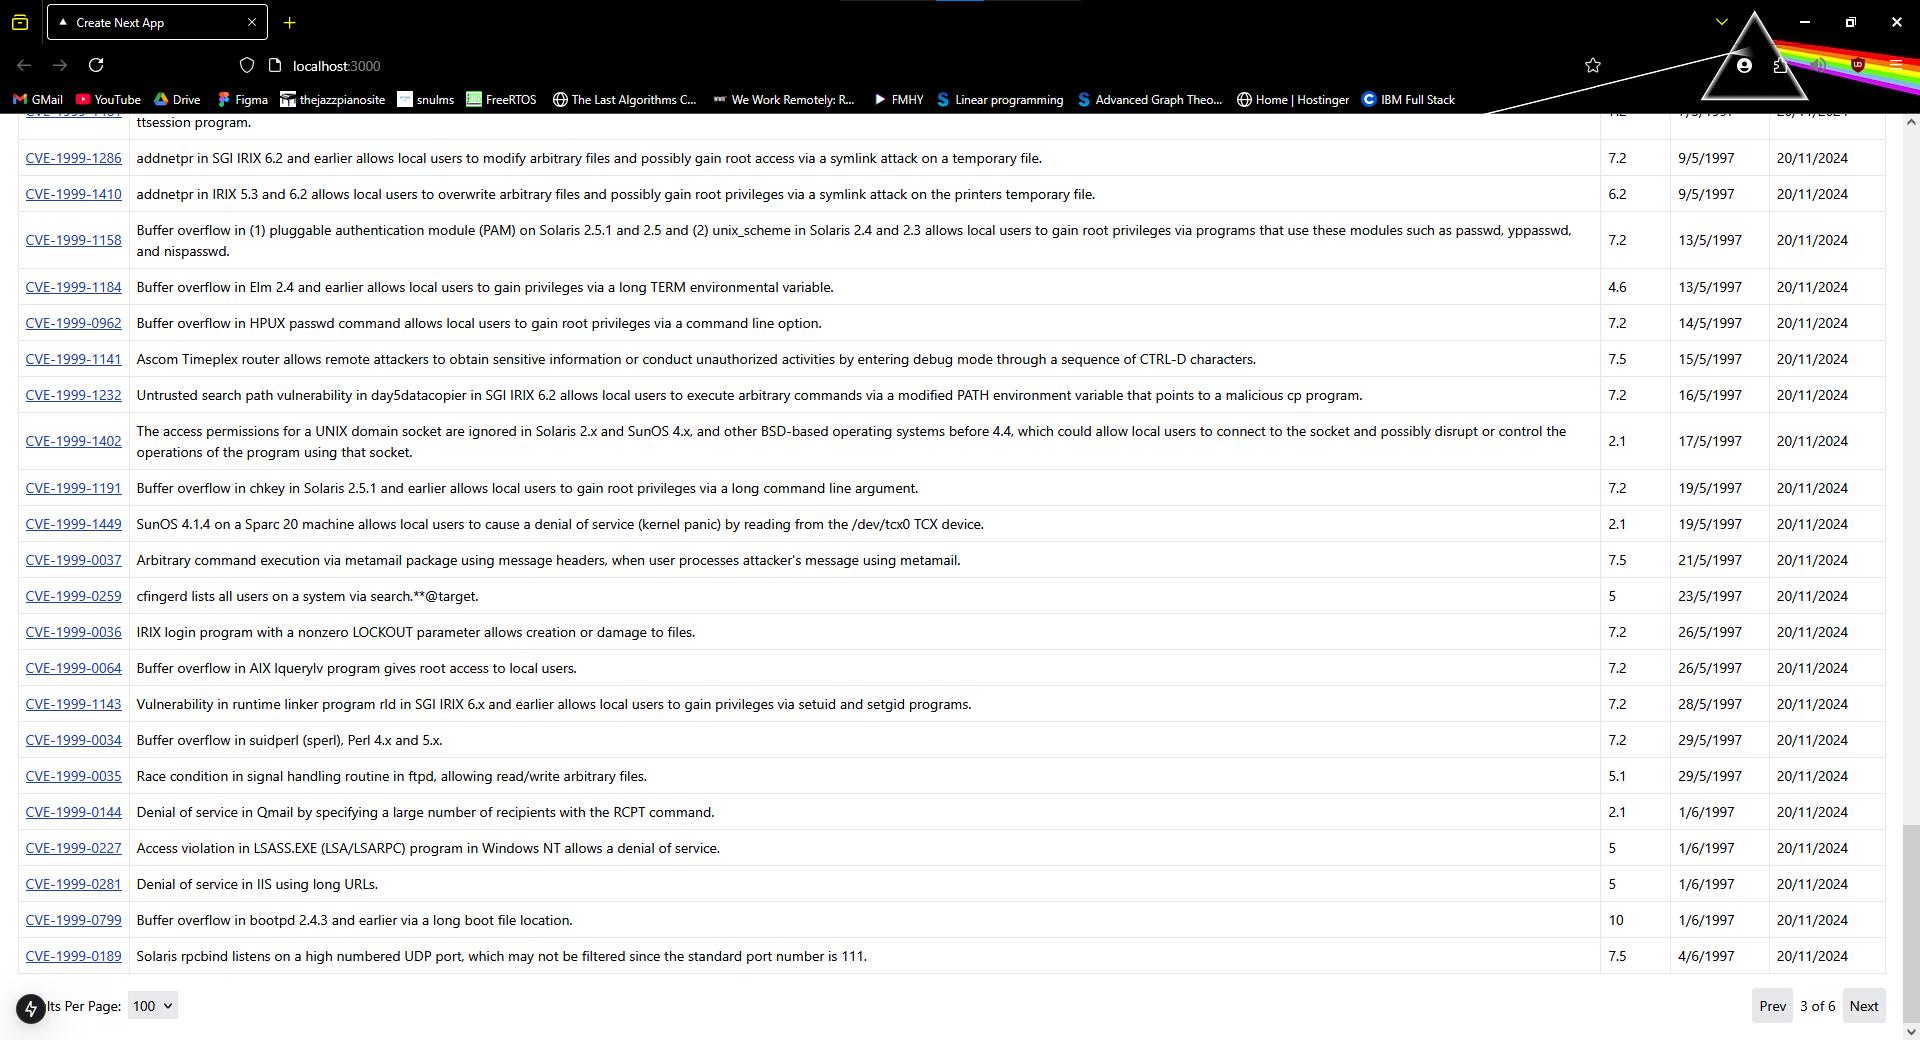 Create Next App
localhost:3000
GMail YouTube Drive Figma thejazzpianosite snulms FreeRTOS The Last Algorithms C... We Work Remotely: R... FMHY Linear programming Advanced Graph Theo... Home | Hostinger IBM Full Stack
ttsession program.
CVE-1999-1286 addnetpr in SGI IRIX 6.2 and earlier allows local users to modify arbitrary files and possibly gain root access via a symlink attack on a temporary file. 7.2 9/5/1997 20/11/2024
CVE-1999-1410 addnetpr in IRIX 5.3 and 6.2 allows local users to overwrite arbitrary files and possibly gain root privileges via a symlink attack on the printers temporary file. 6.2 9/5/1997 20/11/2024
CVE-1999-1158 Buffer overflow in (1) pluggable authentication module (PAM) on Solaris 2.5.1 and 2.5 and (2) unix_scheme in Solaris 2.4 and 2.3 allows local users to gain root privileges via programs that use these modules such as passwd, yppasswd,
and nispasswd. 7.2 13/5/1997 20/11/2024
CVE-1999-1184 Buffer overflow in Elm 2.4 and earlier allows local users to gain privileges via a long TERM environmental variable. 4.6 13/5/1997 20/11/2024
CVE-1999-0962 Buffer overflow in HPUX passwd command allows local users to gain root privileges via a command line option. 7.2 14/5/1997 20/11/2024
CVE-1999-1141 Ascom Timeplex router allows remote attackers to obtain sensitive information or conduct unauthorized activities by entering debug mode through a sequence of CTRL-D characters. 7.5 15/5/1997 20/11/2024
CVE-1999-1232 Untrusted search path vulnerability in day5datacopier in SGI IRIX 6.2 allows local users to execute arbitrary commands via a modified PATH environment variable that points to a malicious cp program. 7.2 16/5/1997 20/11/2024
CVE-1999-1402 The access permissions for a UNIX domain socket are ignored in Solaris 2.x and SunOS 4.x, and other BSD-based operating systems before 4.4, which could allow local users to connect to the socket and possibly disrupt or control the
operations of the program using that socket. 2.1 17/5/1997 20/11/2024
CVE-1999-1191 Buffer overflow in chkey in Solaris 2.5.1 and earlier allows local users to gain root privileges via a long command line argument. 7.2 19/5/1997 20/11/2024
CVE-1999-1449 SunOS 4.1.4 on a Sparc 20 machine allows local users to cause a denial of service (kernel panic) by reading from the /dev/tcx0 TCX device. 2.1 19/5/1997 20/11/2024
CVE-1999-0037 Arbitrary command execution via metamail package using message headers, when user processes attacker's message using metamail. 7.5 21/5/1997 20/11/2024
CVE-1999-0259 cfingerd lists all users on a system via search.**@target. 5 23/5/1997 20/11/2024
CVE-1999-0036 IRIX login program with a nonzero LOCKOUT parameter allows creation or damage to files. 7.2 26/5/1997 20/11/2024
CVE-1999-0064 Buffer overflow in AIX lquerylv program gives root access to local users. 7.2 26/5/1997 20/11/2024
CVE-1999-1143 Vulnerability in runtime linker program rld in SGI IRIX 6.x and earlier allows local users to gain privileges via setuid and setgid programs. 7.2 28/5/1997 20/11/2024
CVE-1999-0034 Buffer overflow in suidperl (sperl), Perl 4.x and 5.x. 7.2 29/5/1997 20/11/2024
CVE-1999-0035 Race condition in signal handling routine in ftpd, allowing read/write arbitrary files. 5.1 29/5/1997 20/11/2024
CVE-1999-0144 Denial of service in Qmail by specifying a large number of recipients with the RCPT command. 2.1 1/6/1997 20/11/2024
CVE-1999-0227 Access violation in LSASS.EXE (LSA/LSARPC) program in Windows NT allows a denial of service. 5 1/6/1997 20/11/2024
CVE-1999-0281 Denial of service in IIS using long URLs. 5 1/6/1997 20/11/2024
CVE-1999-0799 Buffer overflow in bootpd 2.4.3 and earlier via a long boot file location. 10 1/6/1997 20/11/2024
CVE-1999-0189 Solaris rpcbind listens on a high numbered UDP port, which may not be filtered since the standard port number is 111. 7.5 4/6/1997 20/11/2024
lts Per Page: 100 Prev 3 of 6 Next